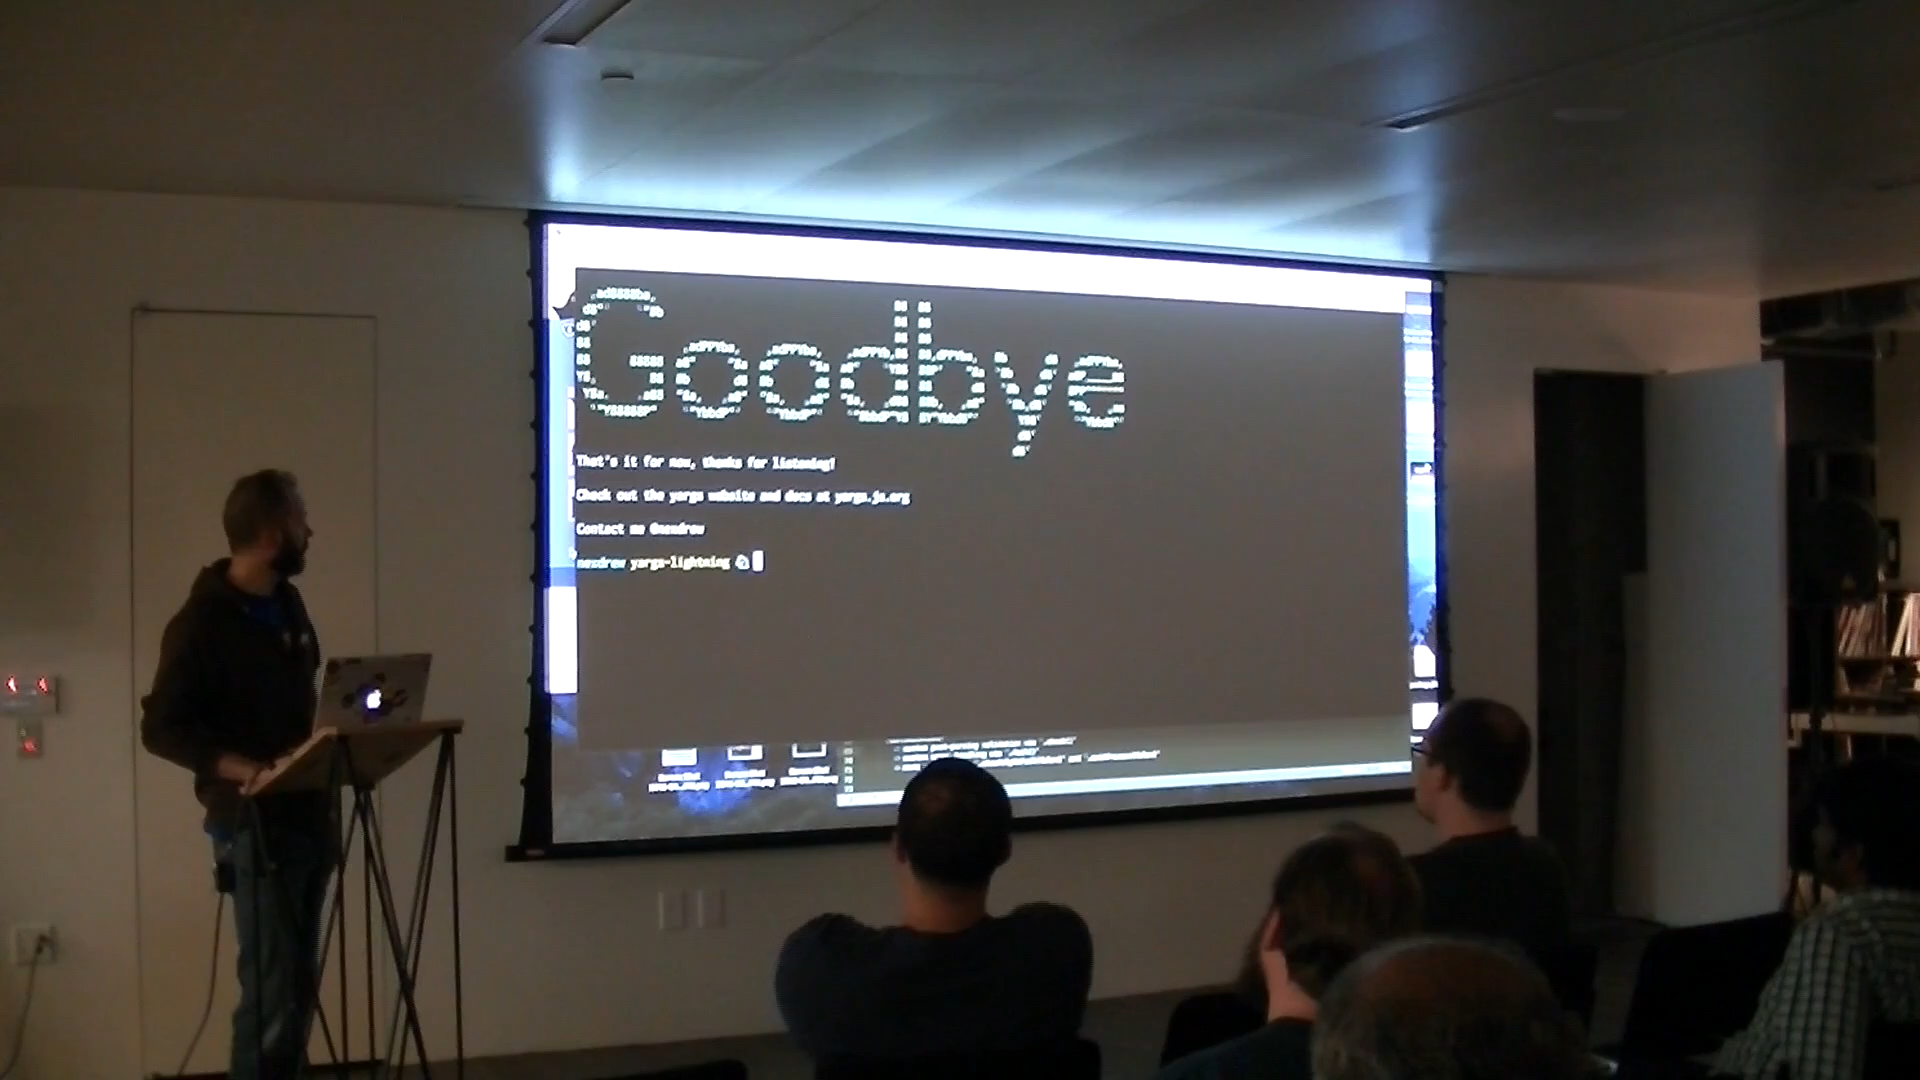 Goodbye
That's it for now, thanks for listening!
Check out the yargs website and docs at yargs.js.org
Contact me @nexdrew
nexdrew yargs-lightning